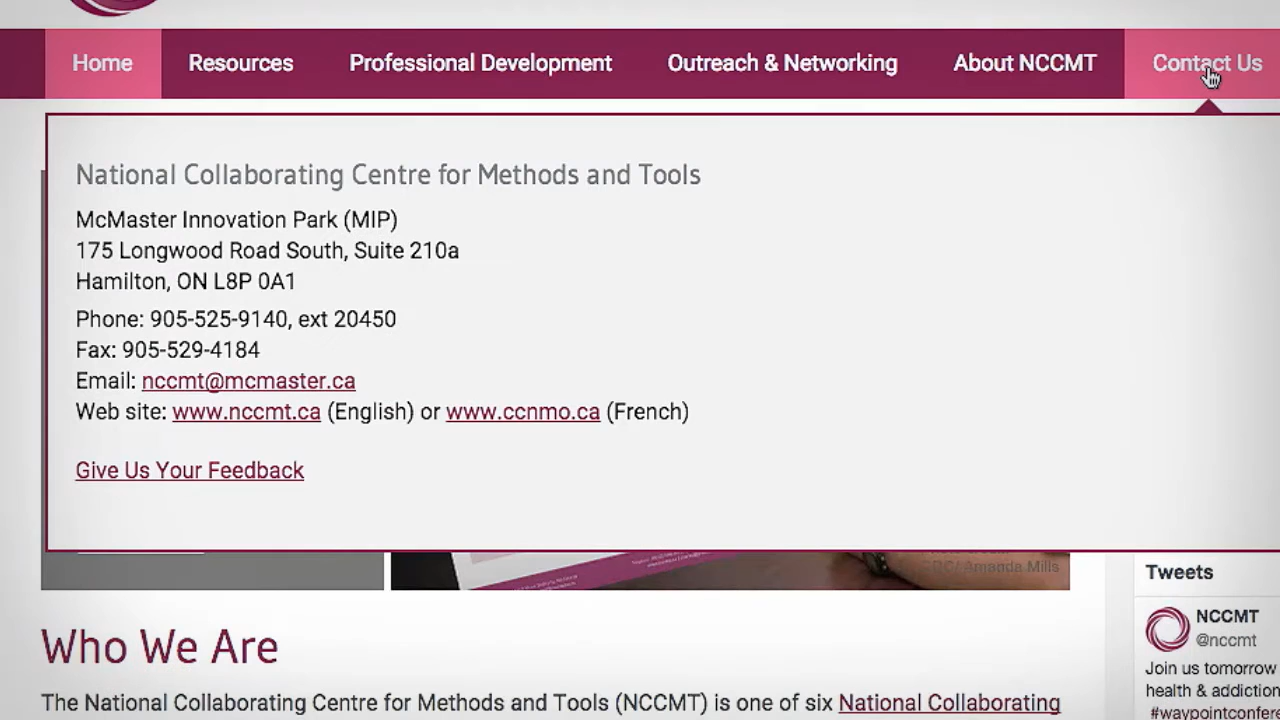 Home Resources Professional Development Outreach & Networking About NCCMT Contact Us
National Collaborating Centre for Methods and Tools
McMaster Innovation Park (MIP)
175 Longwood Road South, Suite 210a
Hamilton, ON L8P 0A1
Phone: 905-525-9140, ext 20450
Fax: 905-529-4184
Email: nccmt@mcmaster.ca
Web site: www.nccmt.ca (English) or www.ccnmo.ca (French)
Give Us Your Feedback
Amanda Mills
Who We Are
The National Collaborating Centre for Methods and Tools (NCCMT) is one of six National Collaborating
Tweets
NCCMT
@nccmt
Join us tomorrow
health & addiction
#waypointconfere